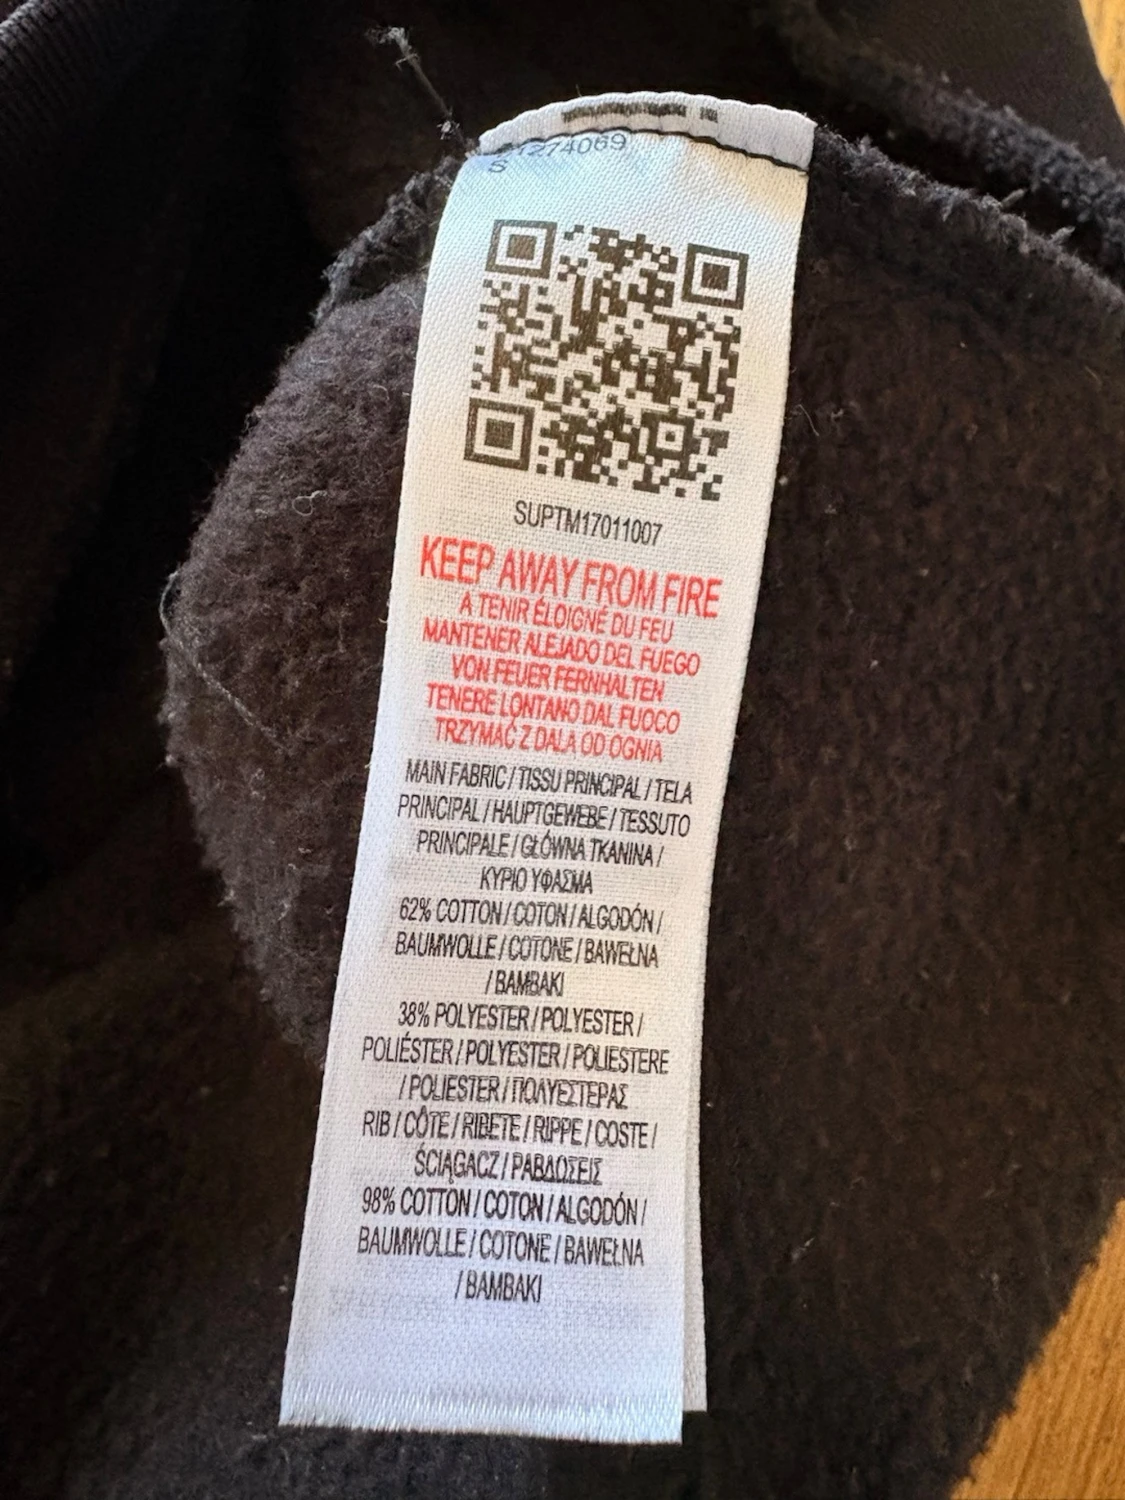 1274069
S
SUPTM17011007
KEEP AWAY FROM FIRE
A TENIR ÉLOIGNÉ DU FEU
MANTENER ALEJADO DEL FUEGO
VON FEUER FERNHALTEN
TENERE LONTANO DAL FUOCO
TRZYMAĆ Z DALA OD OGNIA
MAIN FABRIC / TISSU PRINCIPAL / TELA
PRINCIPAL / HAUPTGEWEBE / TESSUTO
PRINCIPALE / GŁÓWNA TKANINA /
ΚΥΡΙΟ ΥΦΑΣΜΑ
62% COTTON / COTON / ALGODÓN /
BAUMWOLLE / COTONE / BAWEŁNA
/ ΒΑΜΒΑΚΙ
38% POLYESTER / POLYESTER /
POLIÉSTER / POLYESTER / POLIESTERE
/ POLIESTER / ΠΟΛΥΕΣΤΕΡΑΣ
RIB / CÔTE / RIBETE / RIPPE / COSTE /
ŚCIĄGACZ / ΡΑΒΔΩΣΕΙΣ
98% COTTON / COTON / ALGODÓN /
BAUMWOLLE / COTONE / BAWEŁNA
/ ΒΑΜΒΑΚΙ